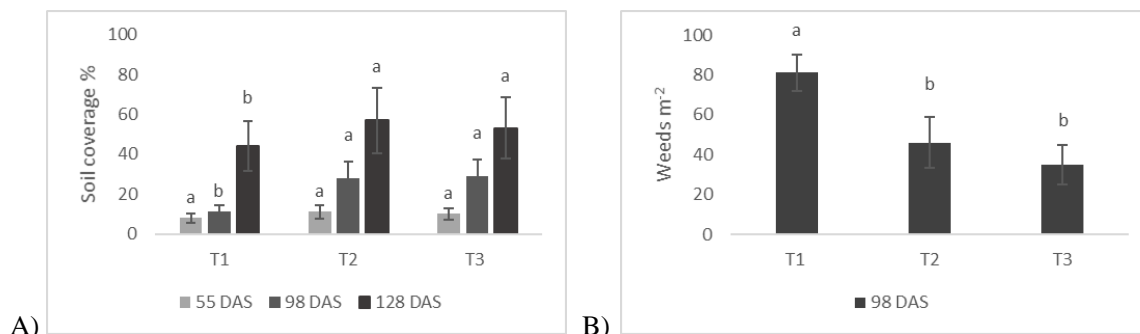 A)
Soil coverage %
100
80
60
40
20
0
a
b
b
a
a
a
a
a
a
T1 T2 T3
55 DAS 98 DAS 128 DAS
B)
Weeds m-2
100
80
60
40
20
0
a
b
b
T1 T2 T3
98 DAS